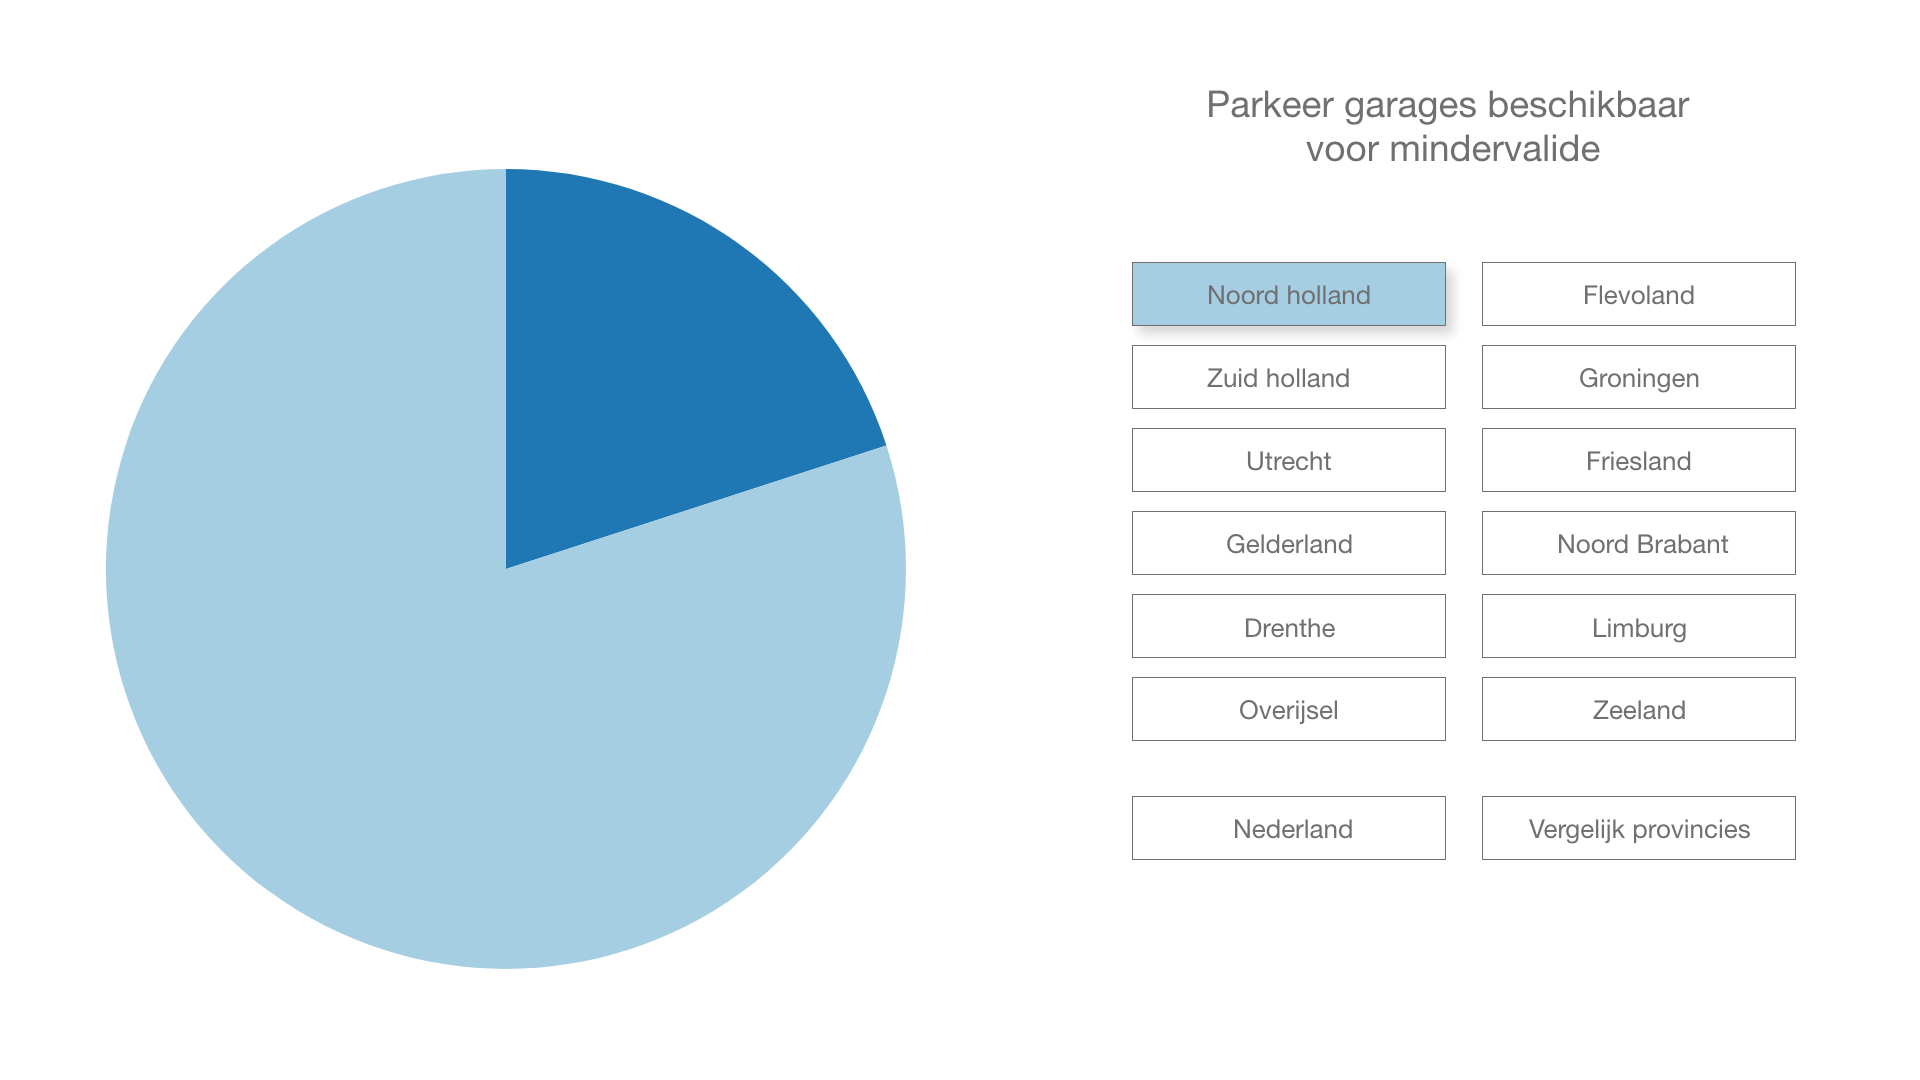 Parkeer garages beschikbaar
voor mindervalide
Noord holland
Flevoland
Zuid holland
Groningen
Utrecht
Friesland
Gelderland
Noord Brabant
Drenthe
Limburg
Overijsel
Zeeland
Nederland
Vergelijk provincies